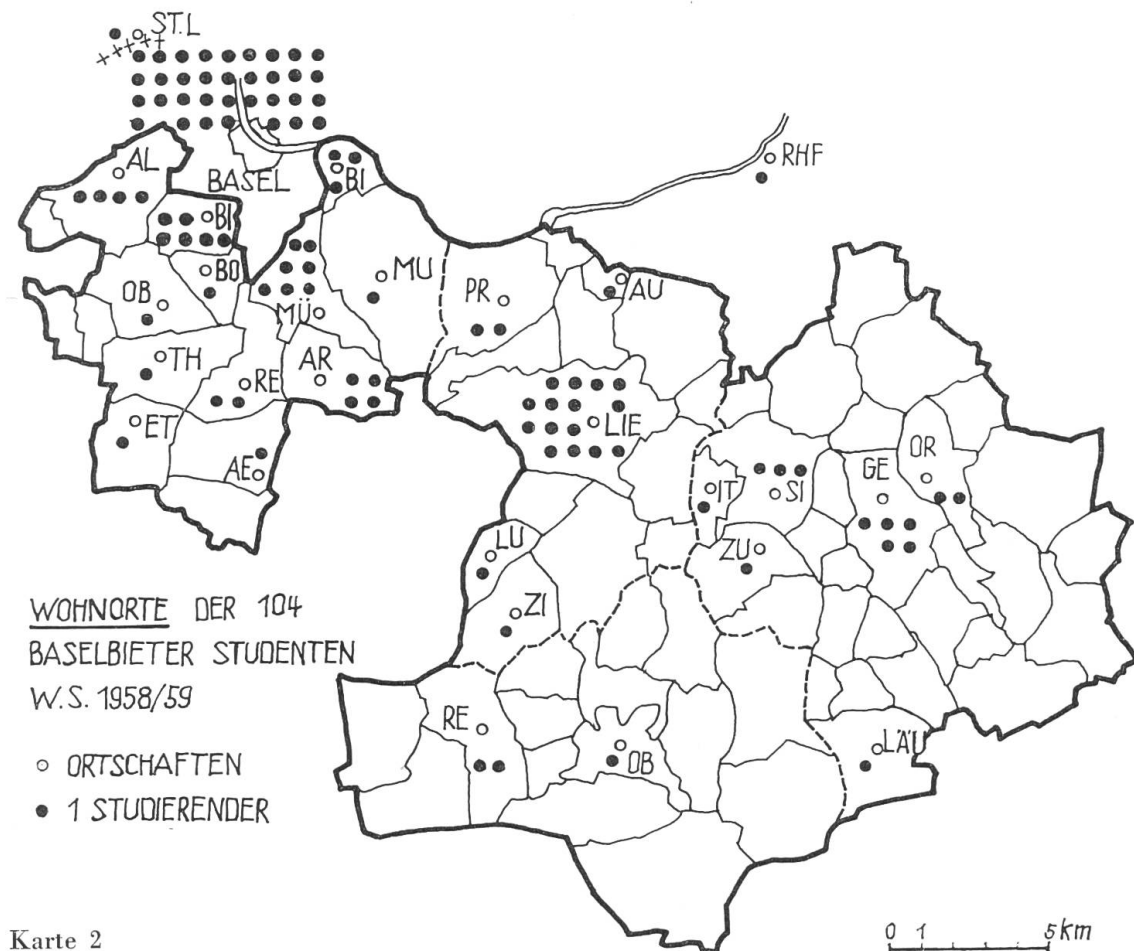 ST.L
RHF
AL
BASEL
BI
BI
BO
MU
AU
OB
PR
MÜ
TH
AR
RE
ET
LIE
AE
OR
GE
IT
SI
LU
ZU
ZI
WOHNORTE DER 104
BASELBIETER STUDENTEN
W.S. 1958/59
RE
OB
LÄU
ORTSCHAFTEN
1 STUDIERENDER
Karte 2
0 1 5km